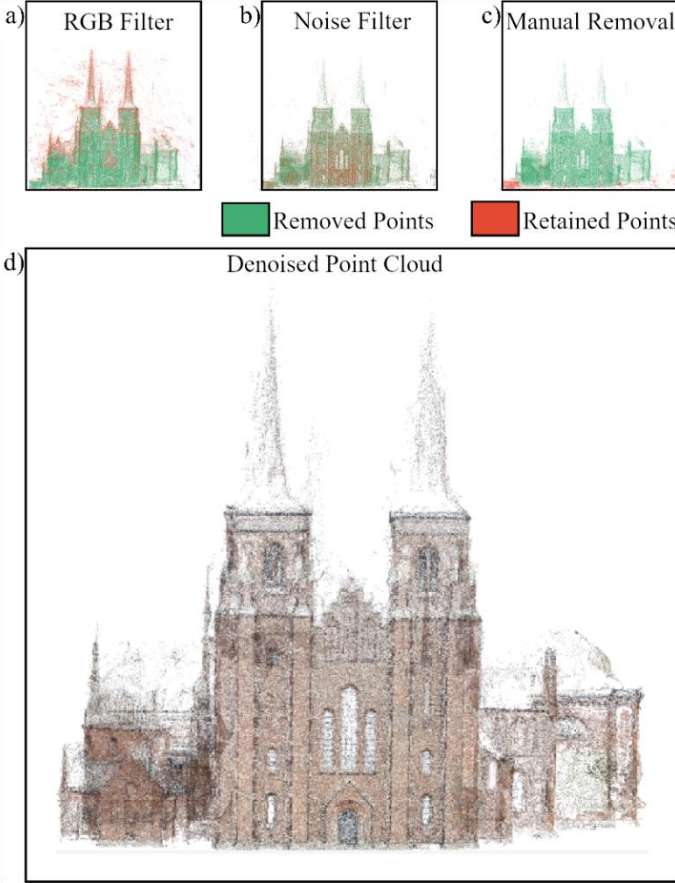 a) RGB Filter
b) Noise Filter
c) Manual Removal
Removed Points
Retained Points
d) Denoised Point Cloud